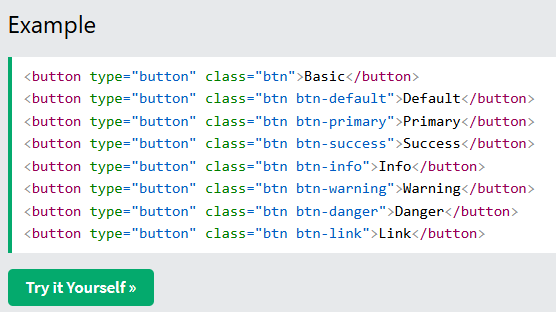 Example
<button type="button" class="btn">Basic</button>
<button type="button" class="btn btn-default">Default</button>
<button type="button" class="btn btn-primary">Primary</button>
<button type="button" class="btn btn-success">Success</button>
<button type="button" class="btn btn-info">Info</button>
<button type="button" class="btn btn-warning">Warning</button>
<button type="button" class="btn btn-danger">Danger</button>
<button type="button" class="btn btn-link">Link</button>
Try it Yourself »